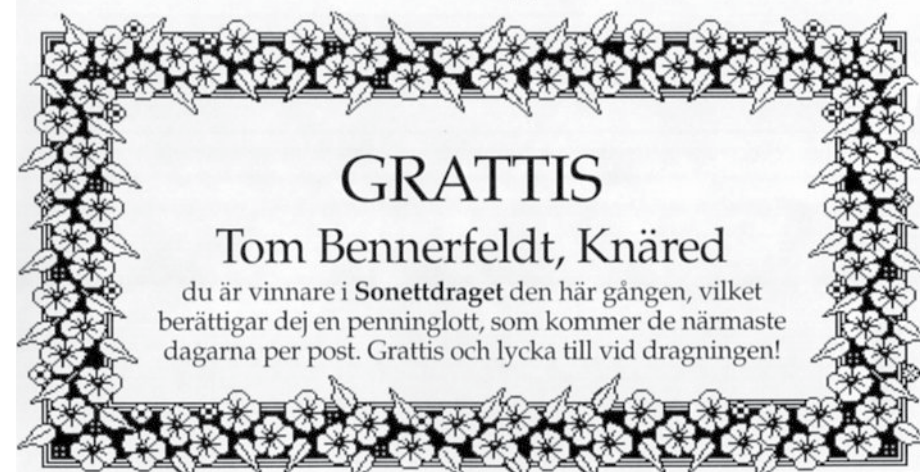 GRATTIS
Tom Bennerfeldt, Knäred
du är vinnare i Sonettdraget den här gången, vilket
berättigar dej en penninglott, som kommer de närmaste
dagarna per post. Grattis och lycka till vid dragningen!